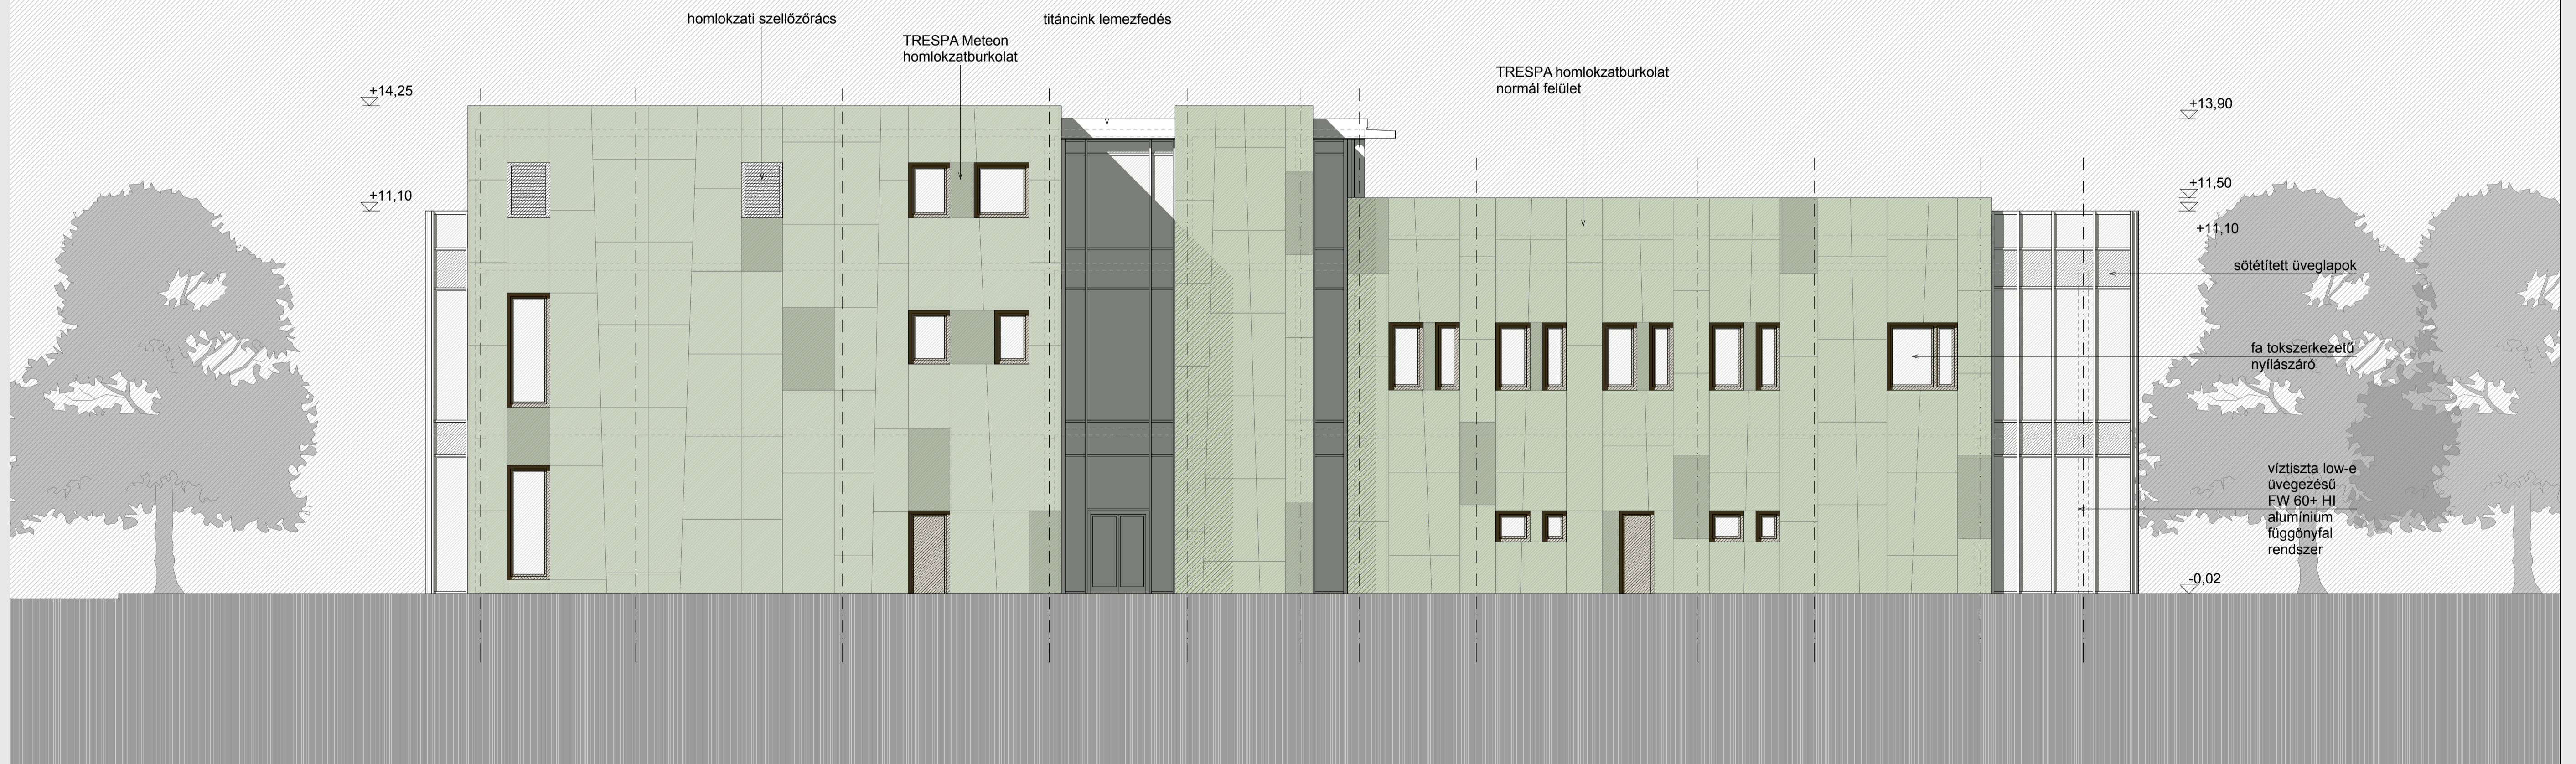 homlokzati szellőzőrács
titáncink lemezfedés
TRESPA Meteon
homlokzatburkolat
TRESPA homlokzatburkolat
normál felület
+14,25
+13,90
+11,10
+11,50
+11,10
sötétített üveglapok
fa tokszerkezetű
nyílászáró
víztiszta low-e
üvegezésű
FW 60+ HI
alumínium
függönyfal
rendszer
-0,02